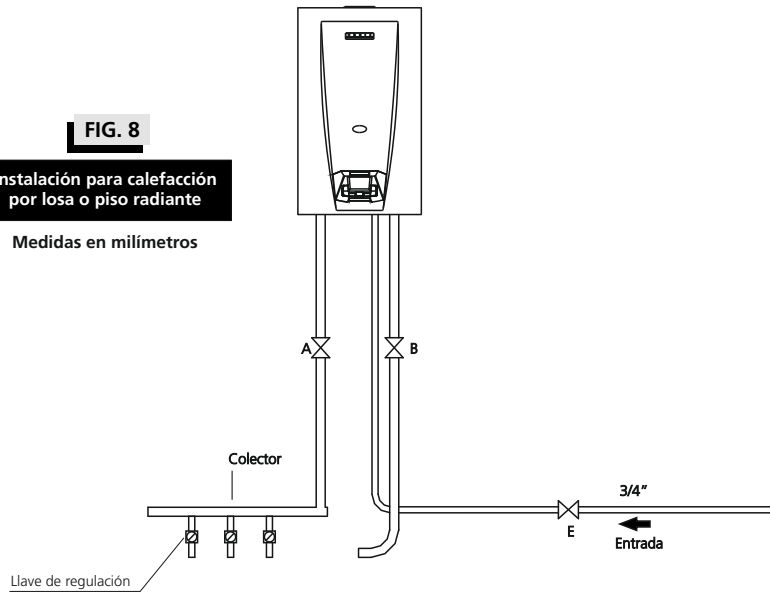 FIG. 8
nstalación para calefacción
por losa o piso radiante
Medidas en milímetros
A
B
Colector
3/4”
E
Entrada
Llave de regulación